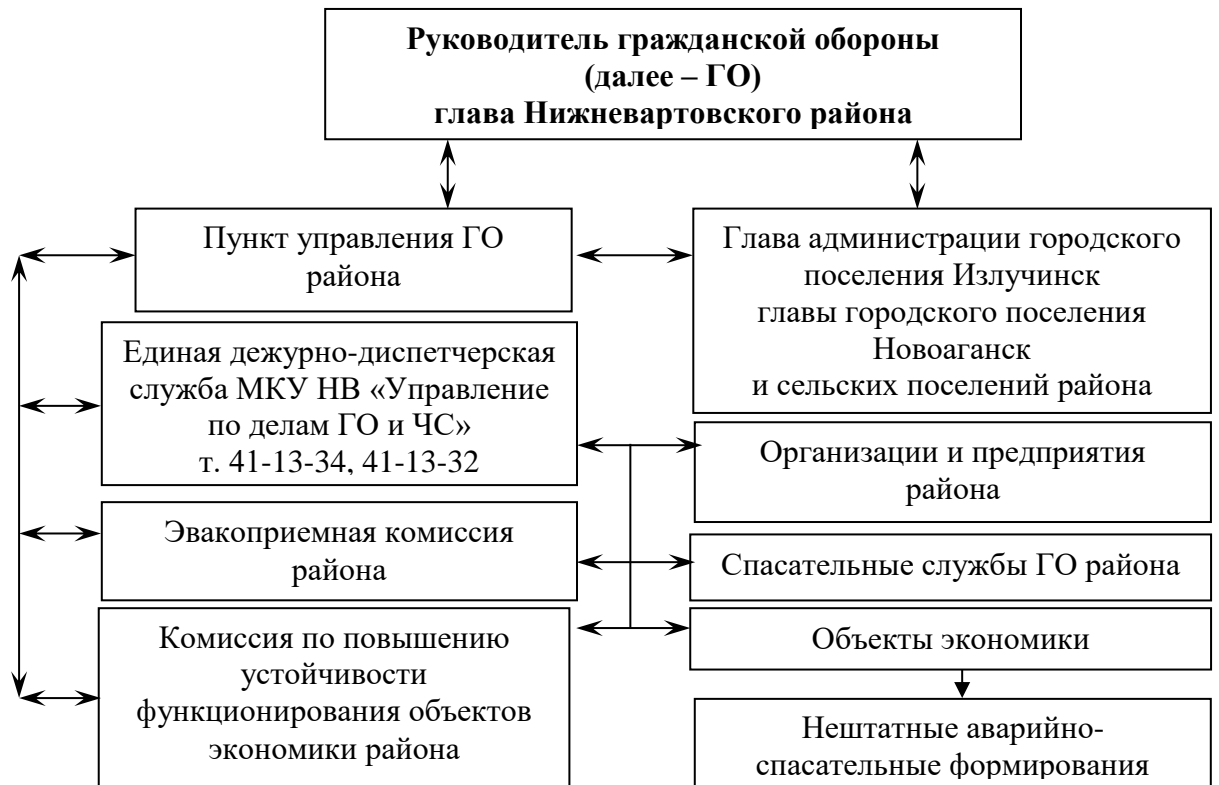 Руководитель гражданской обороны
(далее – ГО)
глава Нижневартовского района
Пункт управления ГО
района
Глава администрации городского
поселения Излучинск
главы городского поселения
Новоаганск
и сельских поселений района
Единая дежурно-диспетчерская
служба МКУ НВ «Управление
по делам ГО и ЧС»
т. 41-13-34, 41-13-32
Организации и предприятия
района
Эвакоприемная комиссия
района
Спасательные службы ГО района
Комиссия по повышению
устойчивости
функционирования объектов
экономики района
Объекты экономики
Нештатные аварийно-
спасательные формирования